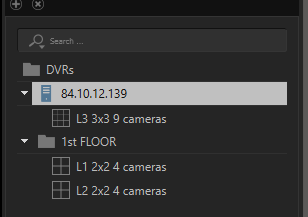 Search ...
DVRs
84.10.12.139
L3 3x3 9 cameras
1st FLOOR
L1 2x2 4 cameras
L2 2x2 4 cameras